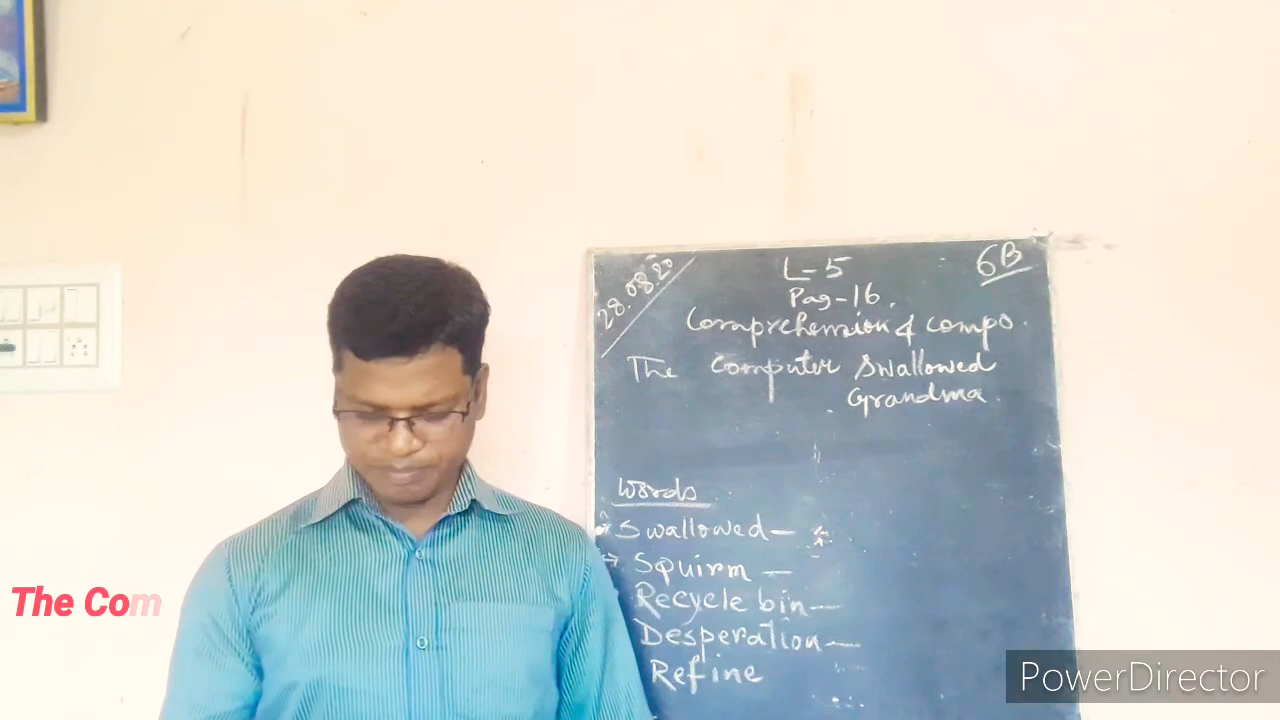 28.08.20
L-5
6B
Pag-16.
Comprehension & Compo.
The Computer Swallowed
Grandma.
Words
Swallowed-
Squirm -
Recycle bin-
Desperation-
Refine
The Com
PowerDirector